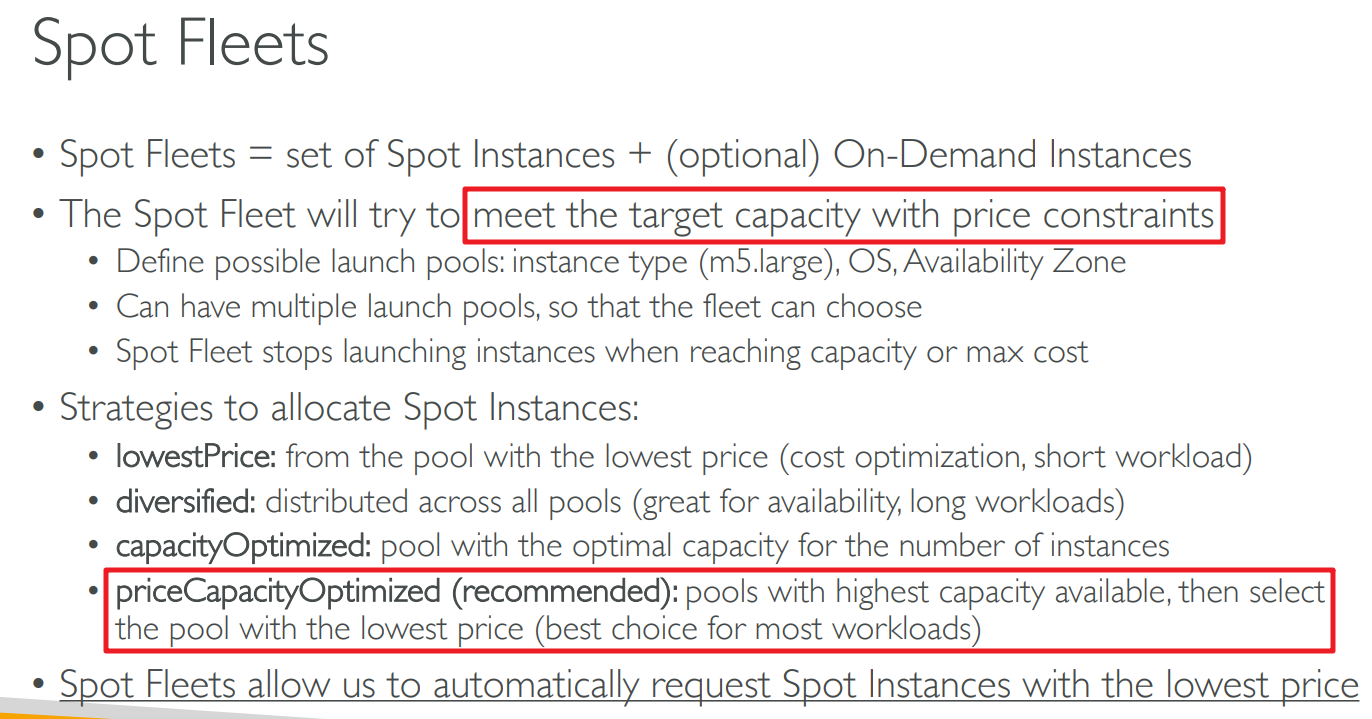 Spot Fleets
• Spot Fleets = set of Spot Instances + (optional) On-Demand Instances
• The Spot Fleet will try to meet the target capacity with price constraints
• Define possible launch pools: instance type (m5.large), OS, Availability Zone
• Can have multiple launch pools, so that the fleet can choose
• Spot Fleet stops launching instances when reaching capacity or max cost
• Strategies to allocate Spot Instances:
• lowestPrice: from the pool with the lowest price (cost optimization, short workload)
• diversified: distributed across all pools (great for availability, long workloads)
• capacityOptimized: pool with the optimal capacity for the number of instances
• priceCapacityOptimized (recommended): pools with highest capacity available, then select
the pool with the lowest price (best choice for most workloads)
• Spot Fleets allow us to automatically request Spot Instances with the lowest price